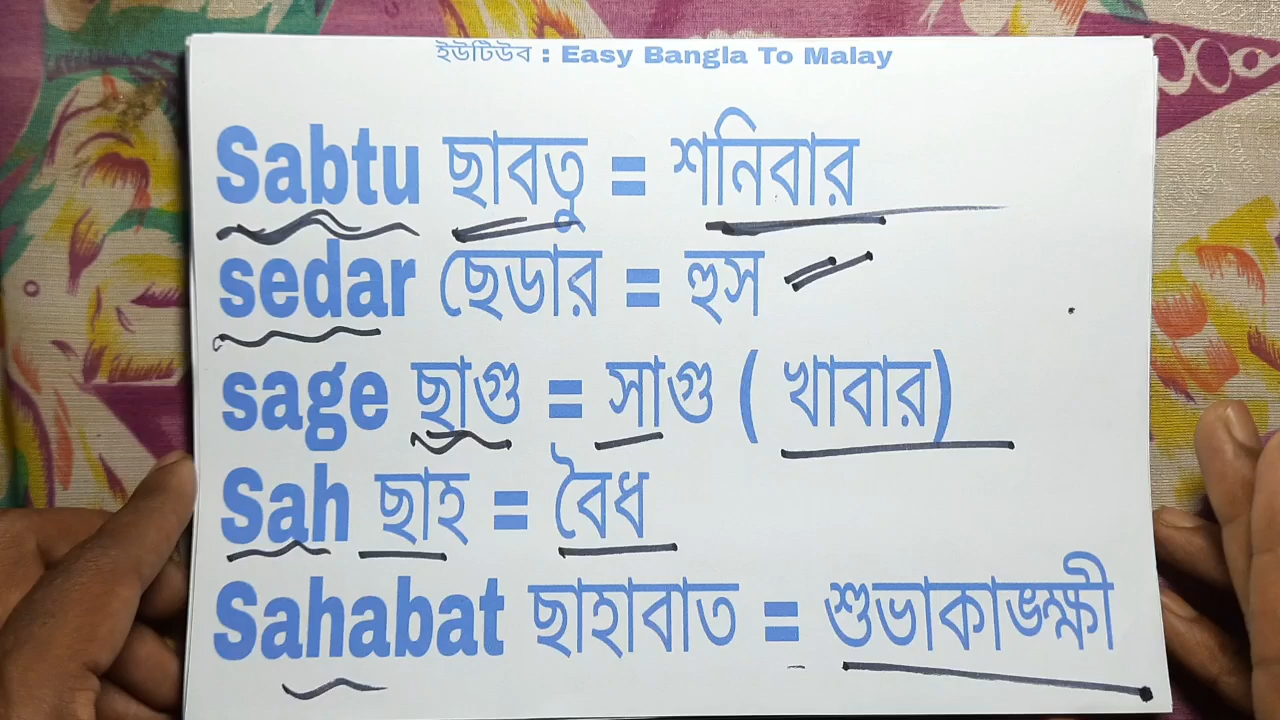 ইউটিউব : Easy Bangla To Malay
Sabtu ছাবতু = শনিবার
sedar ছেডার = হুস
sage ছাগু = সাগু ( খাবার)
Sah ছাহ = বৈধ
Sahabat ছাহাবাত = শুভাকাঙ্ক্ষী